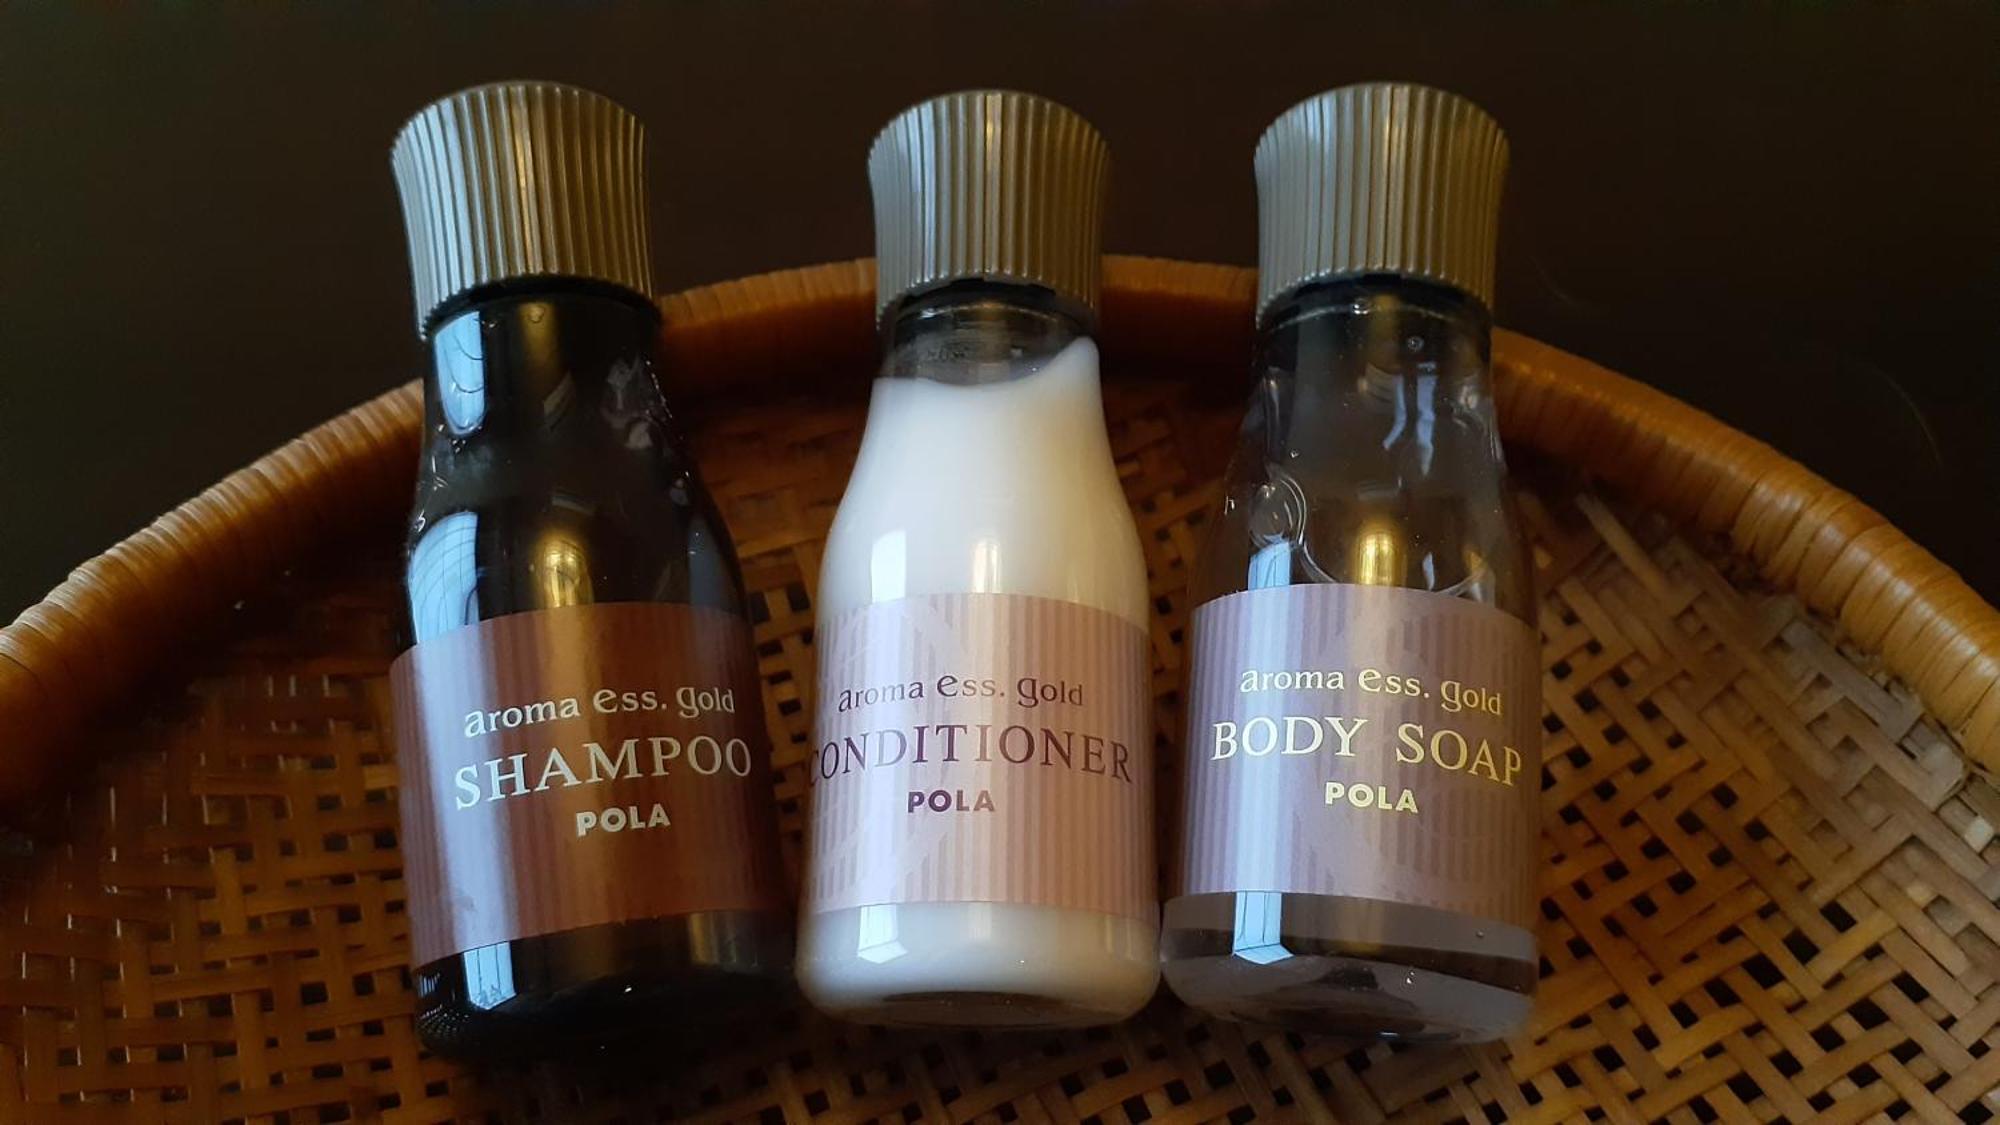 aroma ess. gold
SHAMPOO
POLA
aroma ess. gold
CONDITIONER
POLA
aroma ess. gold
BODY SOAP
POLA